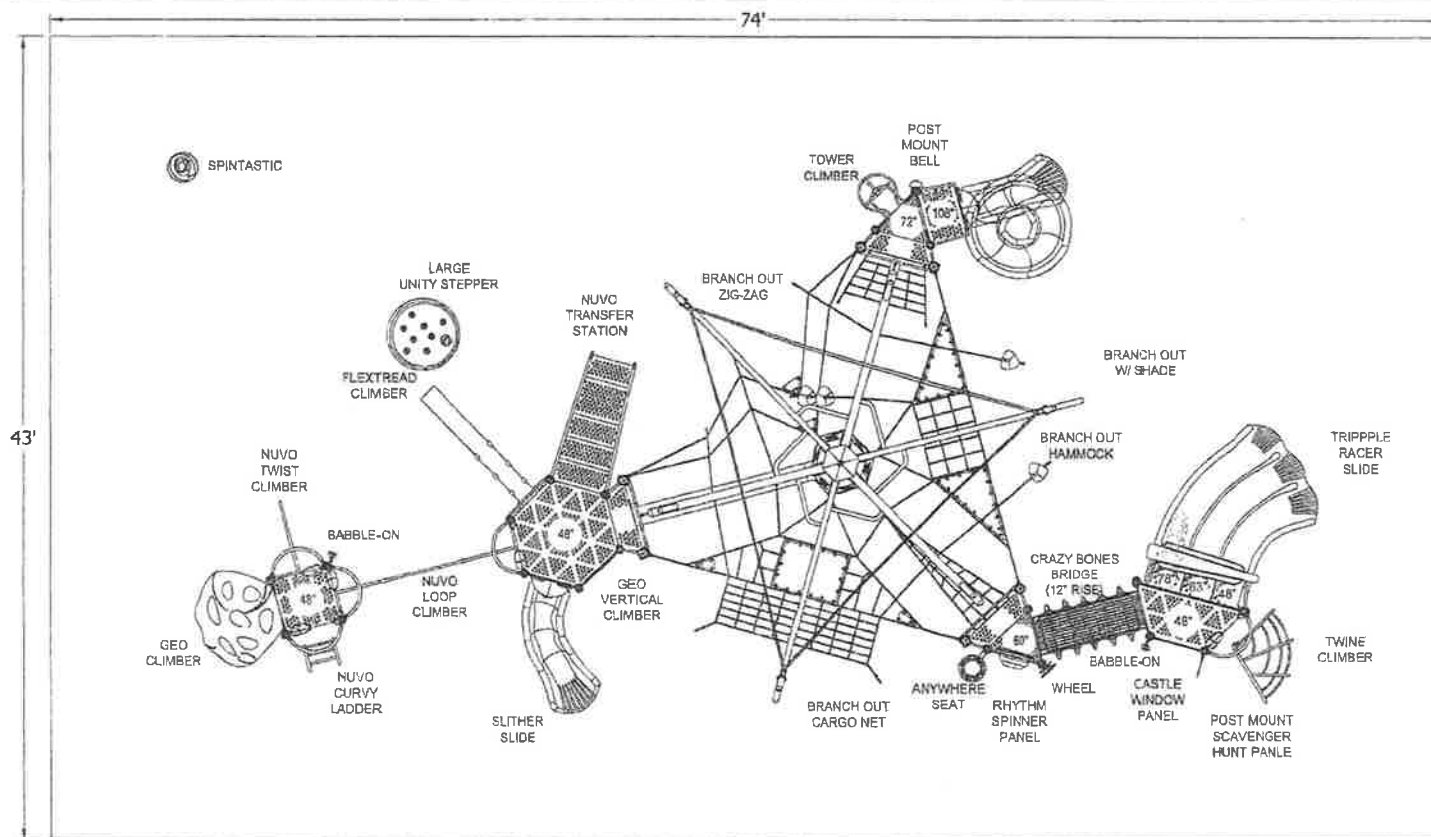 74'
43'
SPINTASTIC
POST
MOUNT
BELL
TOWER
CLIMBER
72"
108"
LARGE
UNITY STEPPER
BRANCH OUT
ZIG-ZAG
NUVO
TRANSFER
STATION
BRANCH OUT
W/ SHADE
FLEXTREAD
CLIMBER
BRANCH OUT
HAMMOCK
TRIPPPLE
RACER
SLIDE
NUVO
TWIST
CLIMBER
BABBLE-ON
48"
48"
NUVO
LOOP
CLIMBER
GEO
VERTICAL
CLIMBER
CRAZY BONES
BRIDGE
(12" RISE)
78"
63"
48"
48"
60"
GEO
CLIMBER
NUVO
CURVY
LADDER
SLITHER
SLIDE
BRANCH OUT
CARGO NET
ANYWHERE
SEAT
RHYTHM
SPINNER
PANEL
WHEEL
BABBLE-ON
CASTLE
WINDOW
PANEL
TWINE
CLIMBER
POST MOUNT
SCAVENGER
HUNT PANLE